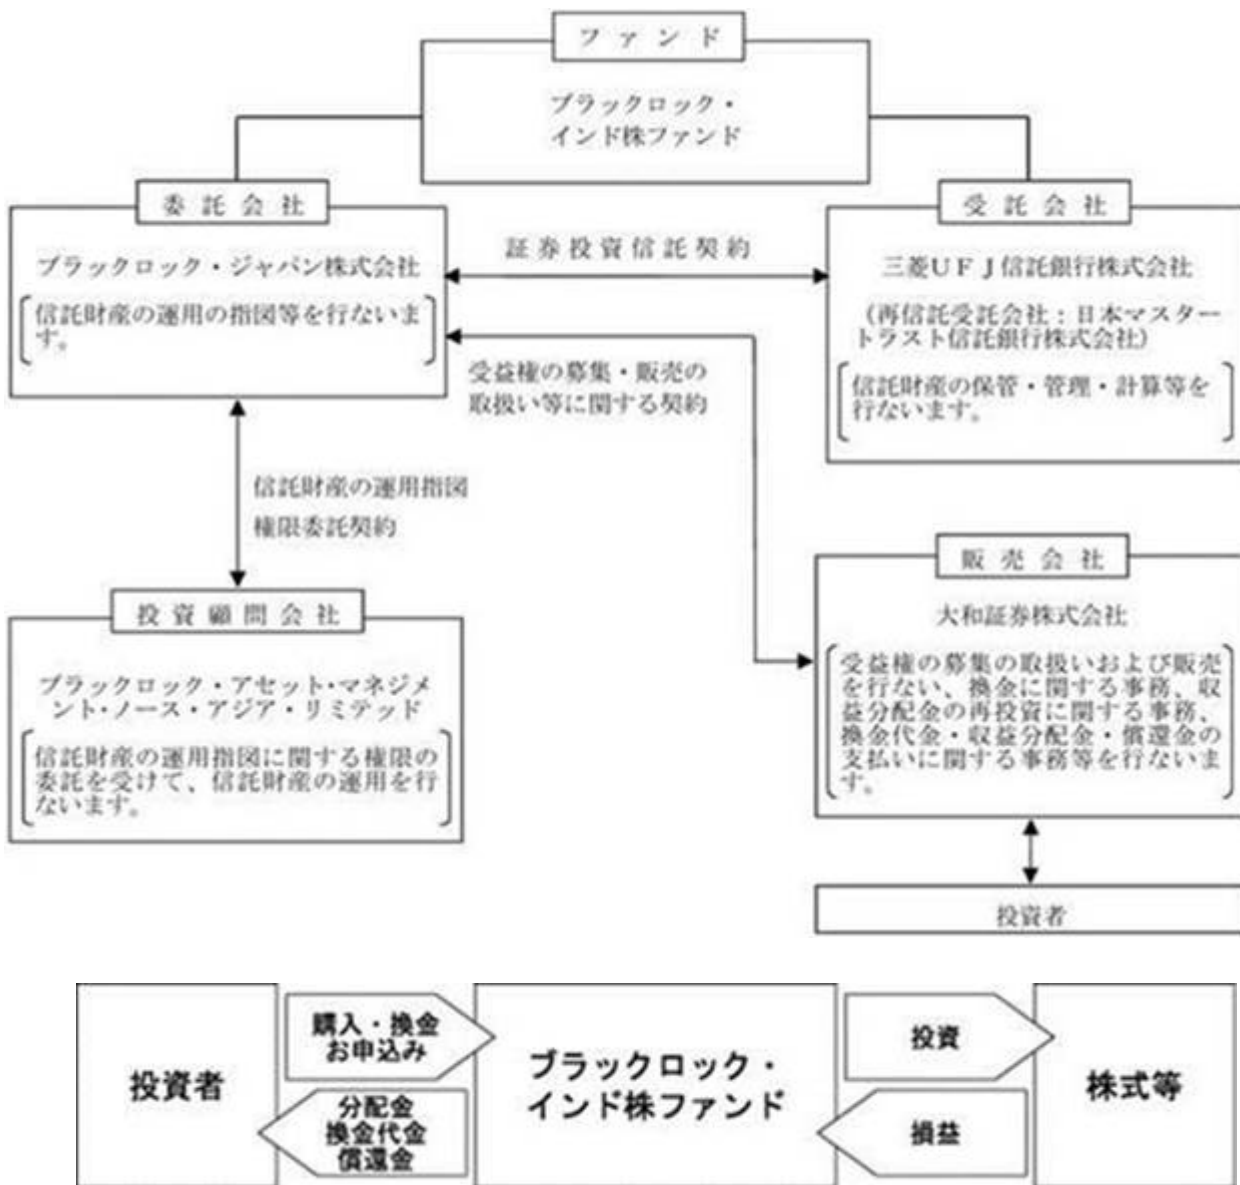 ファンド
ブラックロック・
インド株ファンド
委託会社
ブラックロック・ジャパン株式会社
信託財産の運用の指図等を行ないま
す。
証券投資信託契約
受託会社
三菱UFJ信託銀行株式会社
(再信託受託会社:日本マスター
トラスト信託銀行株式会社)
信託財産の保管・管理・計算等を
行ないます。
受益権の募集・販売の
取扱い等に関する契約
信託財産の運用指図
権限委託契約
投資顧問会社
ブラックロック・アセット・マネジメ
ント・ノース・アジア・リミテッド
信託財産の運用指図に関する権限の
委託を受けて、信託財産の運用を行
ないます。
販売会社
大和証券株式会社
受益権の募集の取扱いおよび販売
を行ない、換金に関する事務、収
益分配金の再投資に関する事務、
換金代金・収益分配金・償還金の
支払いに関する事務等を行ないま
す。
投資者
投資者
購入・換金
お申込み
分配金
換金代金
償還金
ブラックロック・
インド株ファンド
投資
損益
株式等